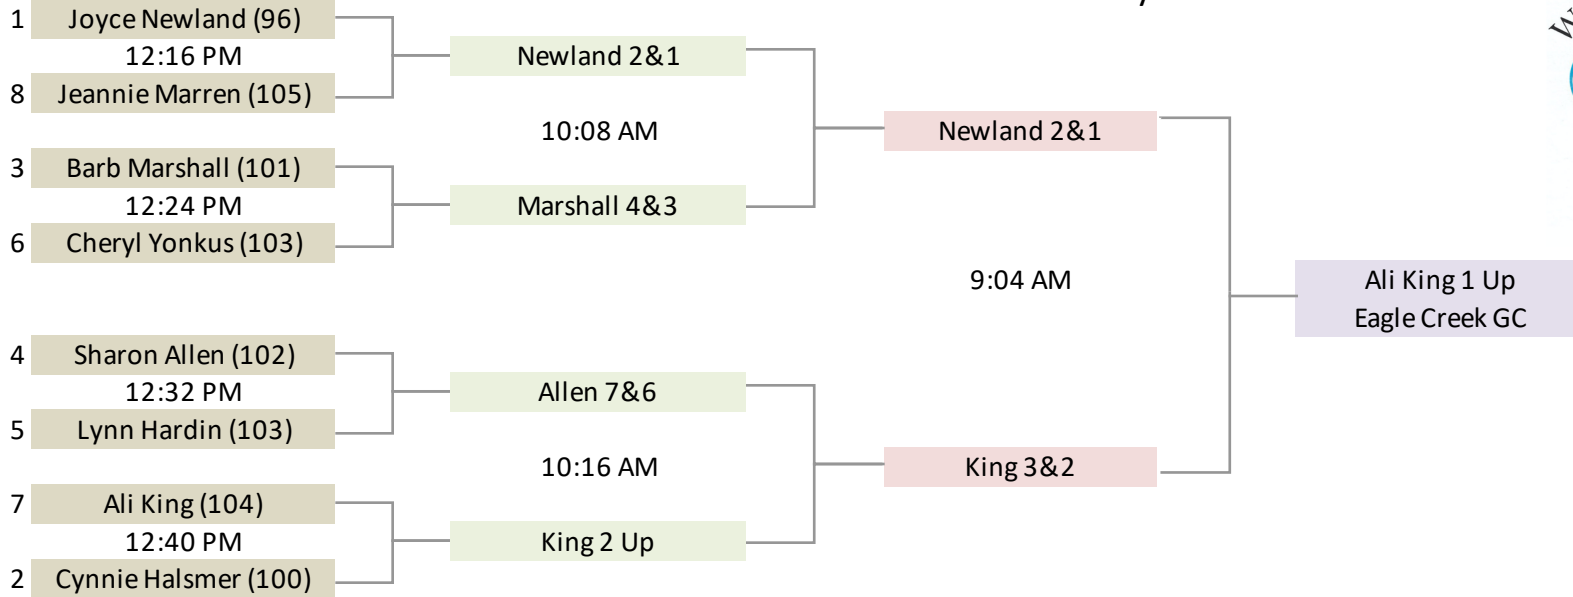 1 Joyce Newland (96)
12:16 PM
8 Jeannie Marren (105)
Newland 2&1
10:08 AM
3 Barb Marshall (101)
12:24 PM
6 Cheryl Yonkus (103)
Marshall 4&3
Newland 2&1
9:04 AM
4 Sharon Allen (102)
12:32 PM
5 Lynn Hardin (103)
Allen 7&6
10:16 AM
7 Ali King (104)
12:40 PM
2 Cynnie Halsmer (100)
King 2 Up
King 3&2
Ali King 1 Up
Eagle Creek GC